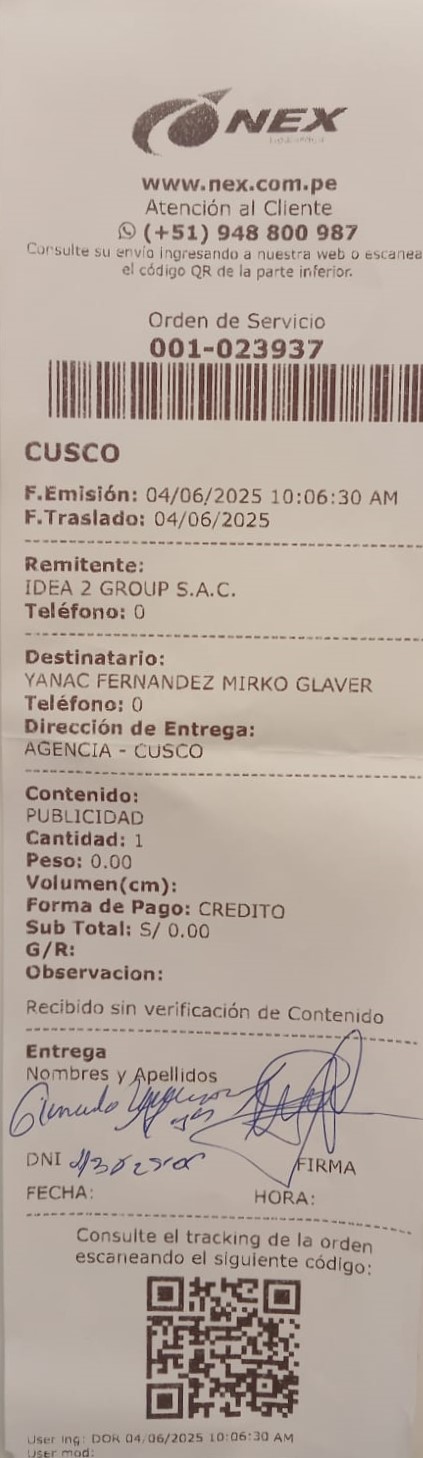 NEX
www.nex.com.pe
Atención al Cliente
(+51) 948 800 987
Consulte su envío ingresando a nuestra web o escanea
el código QR de la parte inferior.
Orden de Servicio
001-023937
CUSCO
F.Emisión: 04/06/2025 10:06:30 AM
F.Traslado: 04/06/2025
Remitente:
IDEA 2 GROUP S.A.C.
Teléfono: 0
Destinatario:
YANAC FERNANDEZ MIRKO GLAVER
Teléfono: 0
Dirección de Entrega:
AGENCIA - CUSCO
Contenido:
PUBLICIDAD
Cantidad: 1
Peso: 0.00
Volumen(cm):
Forma de Pago: CREDITO
Sub Total: S/ 0.00
G/R:
Observacion:
Recibido sin verificación de Contenido
Entrega
Nombres y Apellidos
DNI FIRMA
FECHA: HORA:
Consulte el tracking de la orden
escaneando el siguiente código:
User Ing: DOR 04/06/2025 10:06:30 AM
User mod: